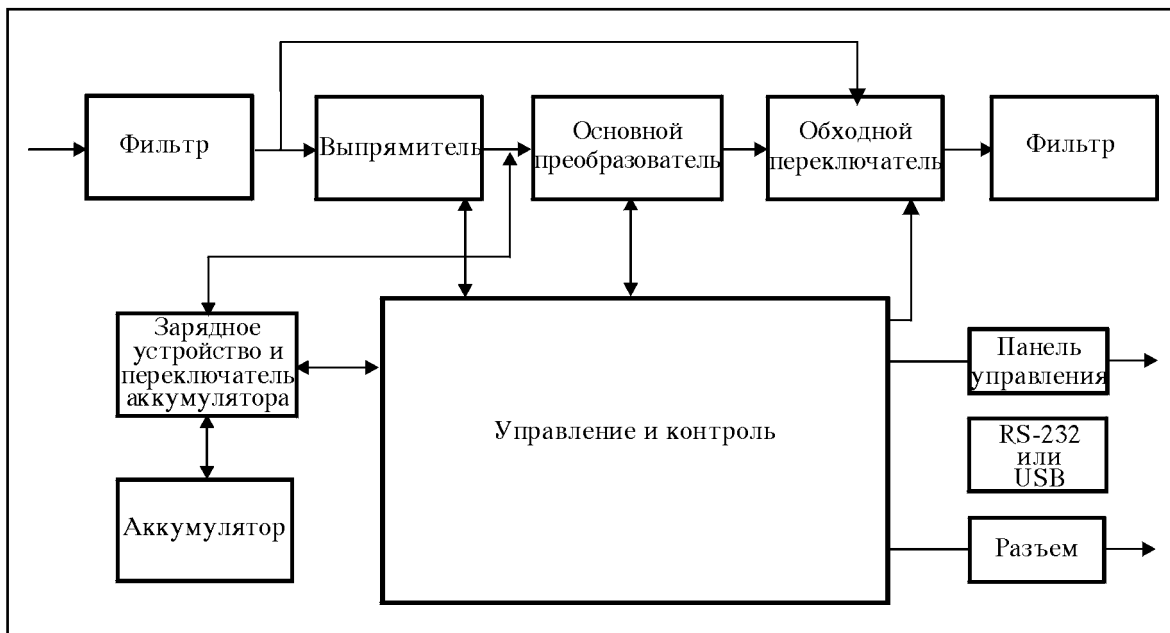 Фильтр
Выпрямитель
Основной
преобразователь
Обходной
переключатель
Фильтр
Зарядное
устройство и
переключатель
аккумулятора
Управление и контроль
Панель
управления
RS-232
или
USB
Аккумулятор
Разъем